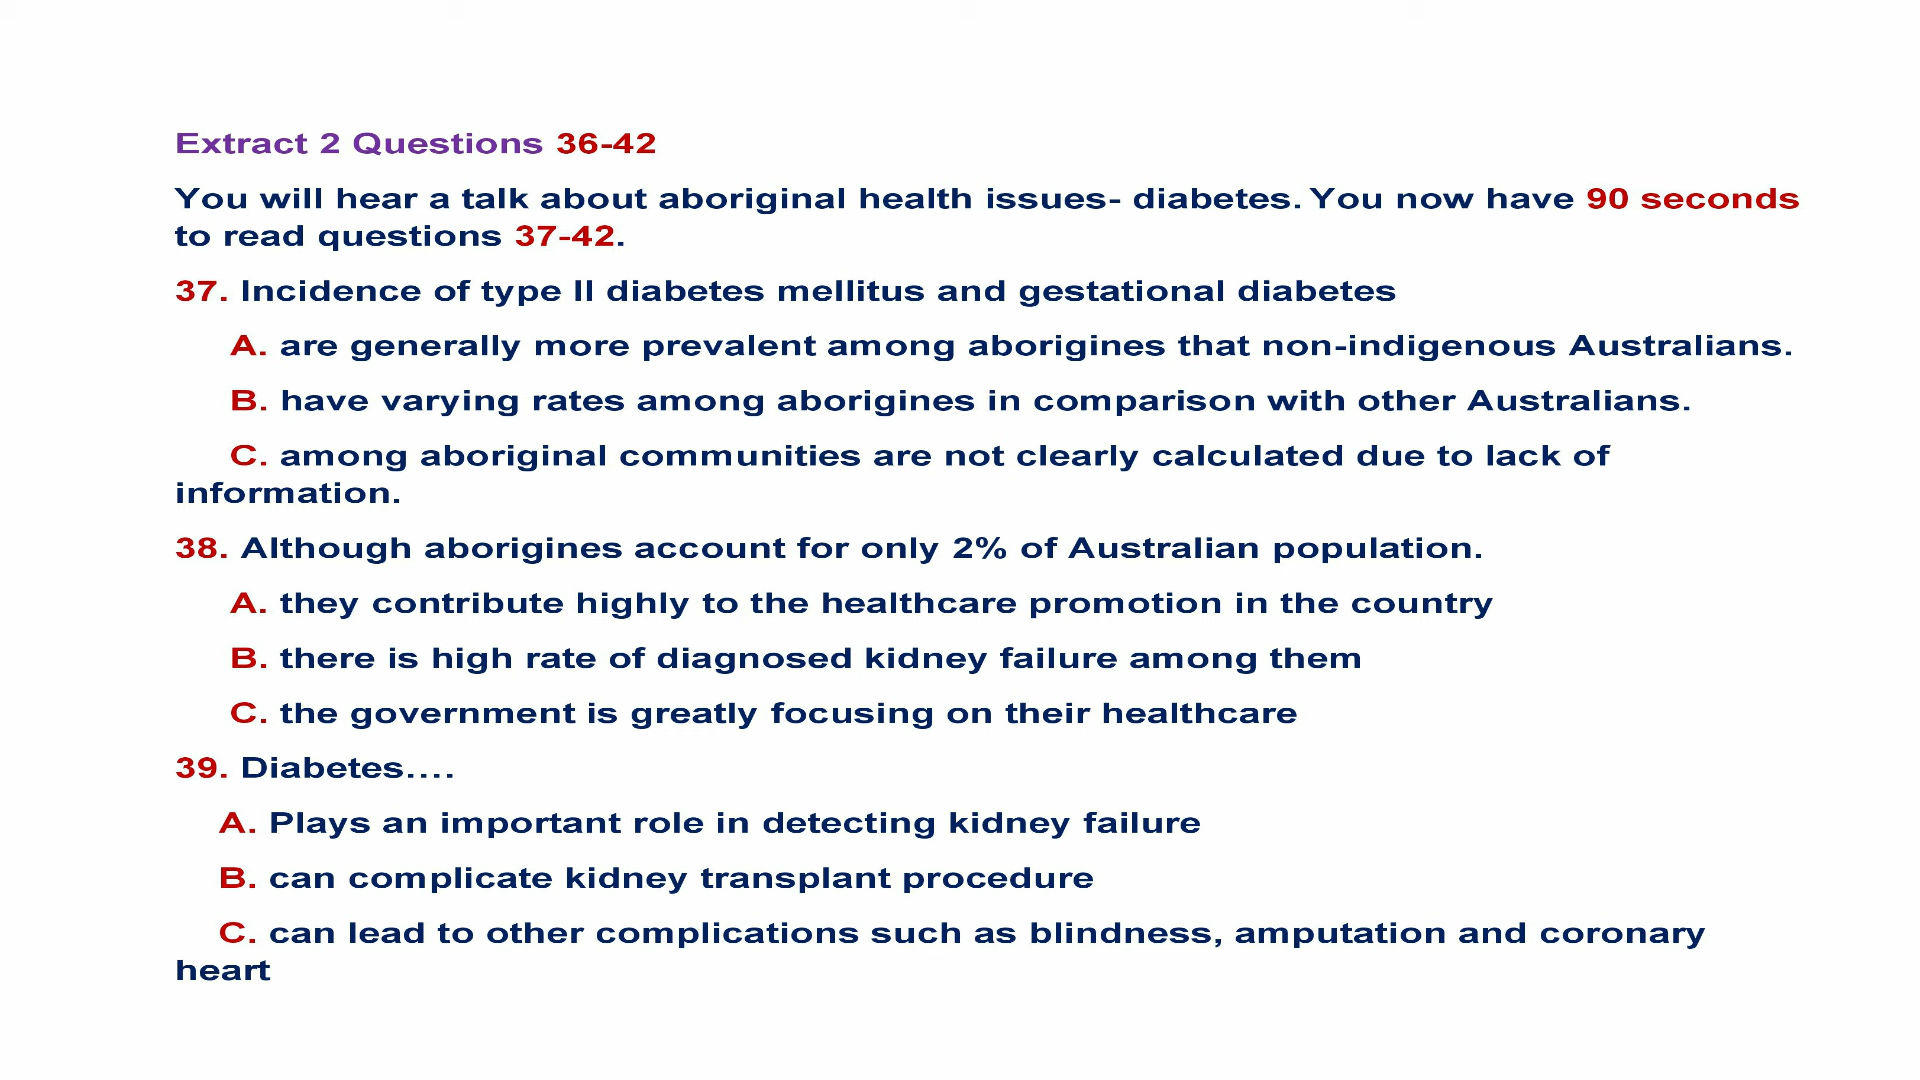 Extract 2 Questions 36-42
You will hear a talk about aboriginal health issues- diabetes. You now have 90 seconds
to read questions 37-42.
37. Incidence of type II diabetes mellitus and gestational diabetes
A. are generally more prevalent among aborigines that non-indigenous Australians.
B. have varying rates among aborigines in comparison with other Australians.
C. among aboriginal communities are not clearly calculated due to lack of
information.
38. Although aborigines account for only 2% of Australian population.
A. they contribute highly to the healthcare promotion in the country
B. there is high rate of diagnosed kidney failure among them
C. the government is greatly focusing on their healthcare
39. Diabetes....
A. Plays an important role in detecting kidney failure
B. can complicate kidney transplant procedure
C. can lead to other complications such as blindness, amputation and coronary
heart